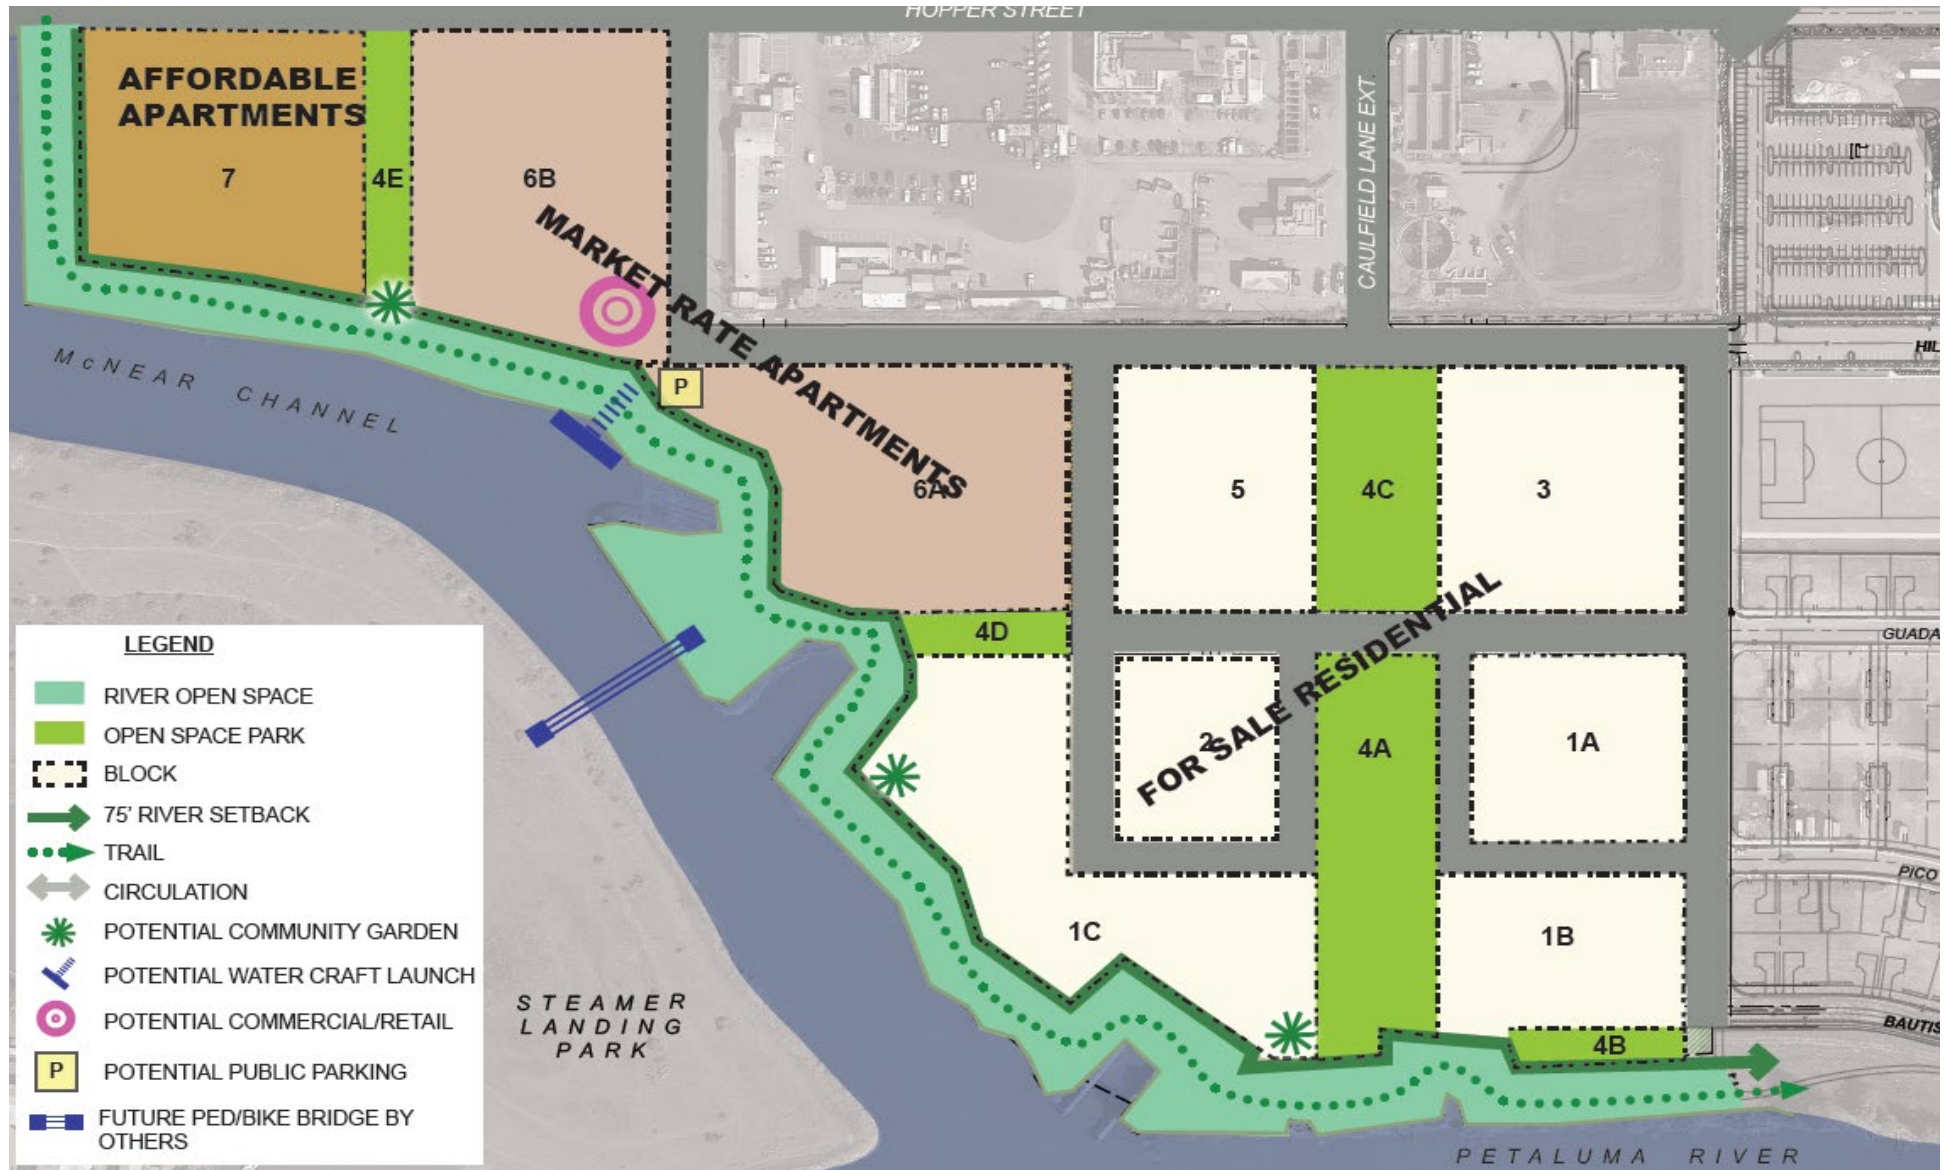 HOPPER STREET
AFFORDABLE
APARTMENTS
7
4E
6B
MARKET RATE APARTMENTS
CAULFIELD LANE EXT.
HIL
McNEAR CHANNEL
P
6A
5
4C
3
4D
GUADA
FOR SALE RESIDENTIAL
2
4A
1A
PICO
1C
1B
BAUTIS
4B
STEAMER
LANDING
PARK
PETALUMA RIVER
LEGEND
RIVER OPEN SPACE
OPEN SPACE PARK
BLOCK
75' RIVER SETBACK
TRAIL
CIRCULATION
POTENTIAL COMMUNITY GARDEN
POTENTIAL WATER CRAFT LAUNCH
POTENTIAL COMMERCIAL/RETAIL
P POTENTIAL PUBLIC PARKING
FUTURE PED/BIKE BRIDGE BY
OTHERS